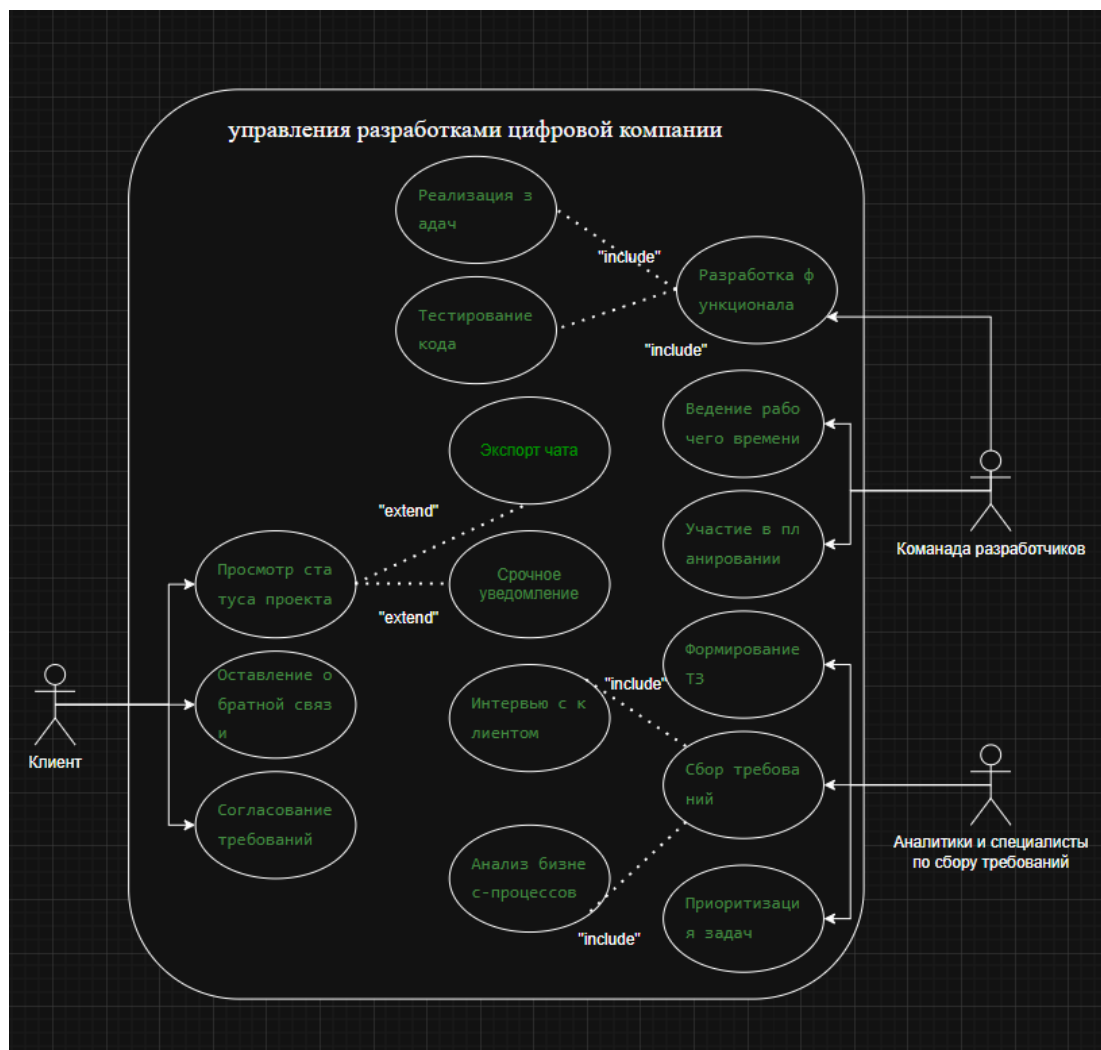 управления разработками цифровой компании
Реализация з
адач
"include"
Разработка ф
ункционала
Тестирование
кода
"include"
Ведение рабо
чего времени
Экспорт чата
"extend"
Участие в пл
анировании
Команада разработчиков
Просмотр ста
туса проекта
Срочное
уведомление
"extend"
Формирование
ТЗ
Оставление о
братной связ
и
"include"
Интервью с к
лиентом
Клиент
Сбор требова
ний
Согласование
требований
Аналитики и специалисты
по сбору требований
Анализ бизне
с-процессов
"include"
Приоритизаци
я задач